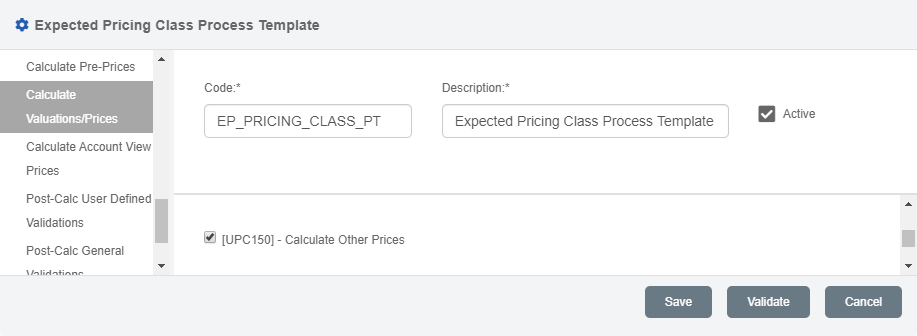 Expected Pricing Class Process Template
Calculate Pre-Prices
Calculate
Valuations/Prices
Calculate Account View
Prices
Post-Calc User Defined
Validations
Post-Calc General
Validations
Code:*
Description:*
EP_PRICING_CLASS_PT
Expected Pricing Class Process Template
Active
[UPC150] - Calculate Other Prices
Save
Validate
Cancel